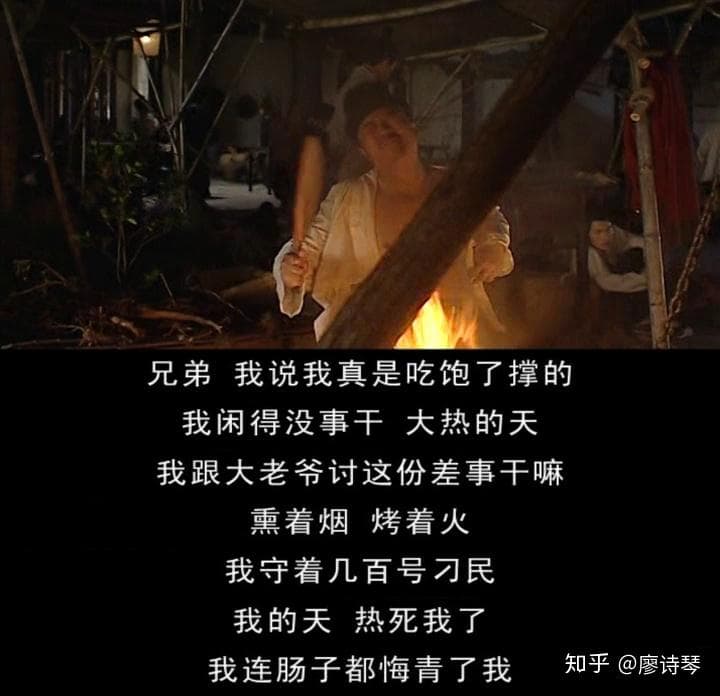 兄弟 我说我真是吃饱了撑的
我闲得没事干 大热的天
我跟大老爷讨这份差事干嘛
熏着烟 烤着火
我守着几百号刁民
我的天 热死我了
我连肠子都悔青了我
知乎 @廖诗琴